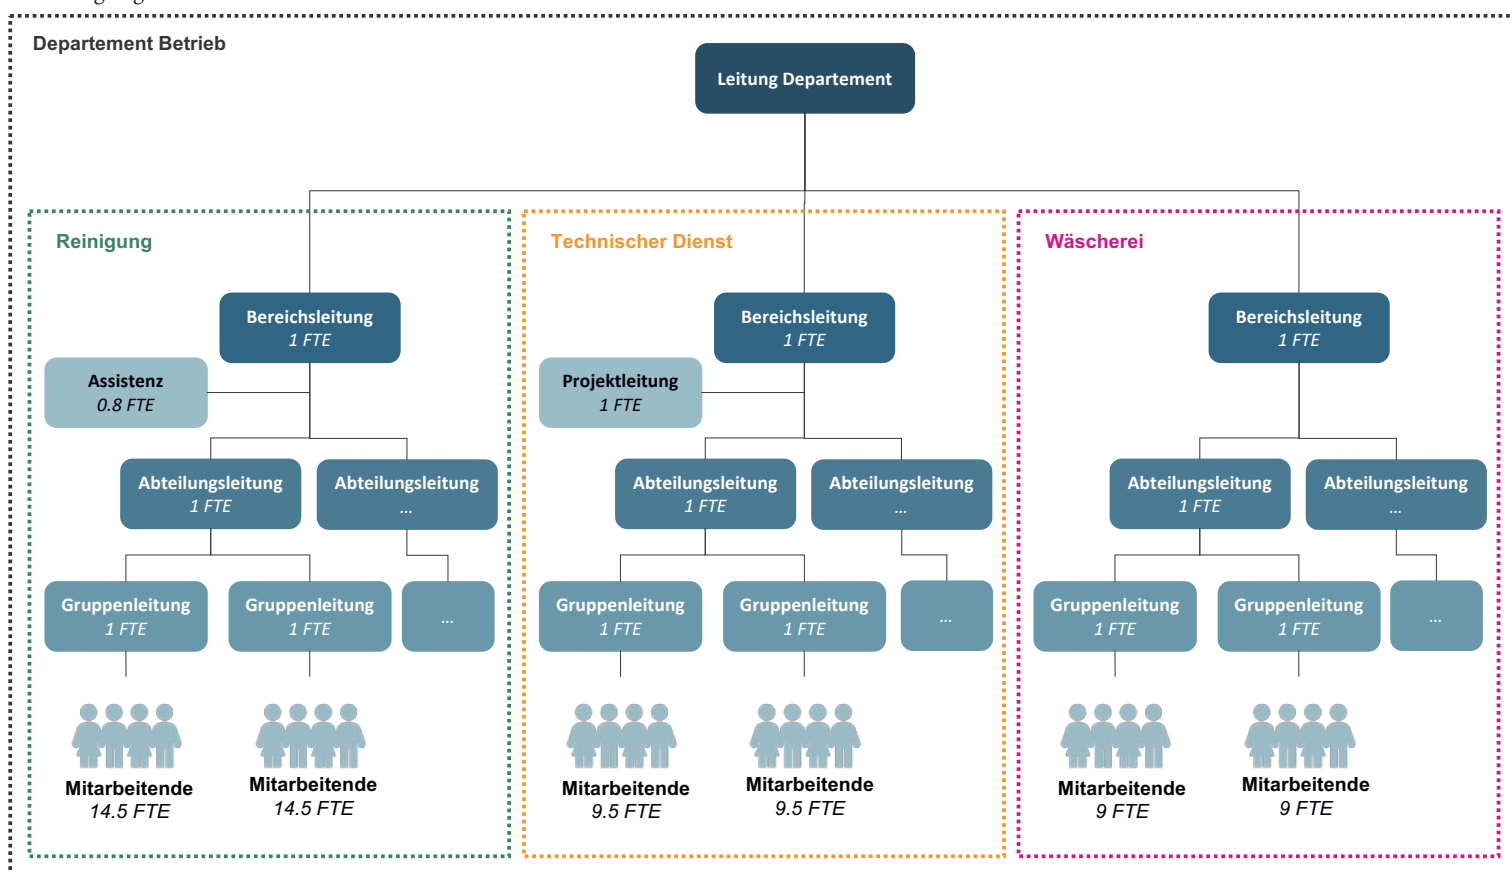 Departement Betrieb
Leitung Departement
Reinigung
Technischer Dienst
Wäscherei
Bereichsleitung
1 FTE
Bereichsleitung
1 FTE
Bereichsleitung
1 FTE
Assistenz
0.8 FTE
Projektleitung
1 FTE
Abteilungsleitung
1 FTE
Abteilungsleitung
...
Abteilungsleitung
1 FTE
Abteilungsleitung
...
Abteilungsleitung
1 FTE
Abteilungsleitung
...
Gruppenleitung
1 FTE
Gruppenleitung
1 FTE
...
Gruppenleitung
1 FTE
Gruppenleitung
1 FTE
...
Gruppenleitung
1 FTE
Gruppenleitung
1 FTE
...
Mitarbeitende
14.5 FTE
Mitarbeitende
14.5 FTE
Mitarbeitende
9.5 FTE
Mitarbeitende
9.5 FTE
Mitarbeitende
9 FTE
Mitarbeitende
9 FTE